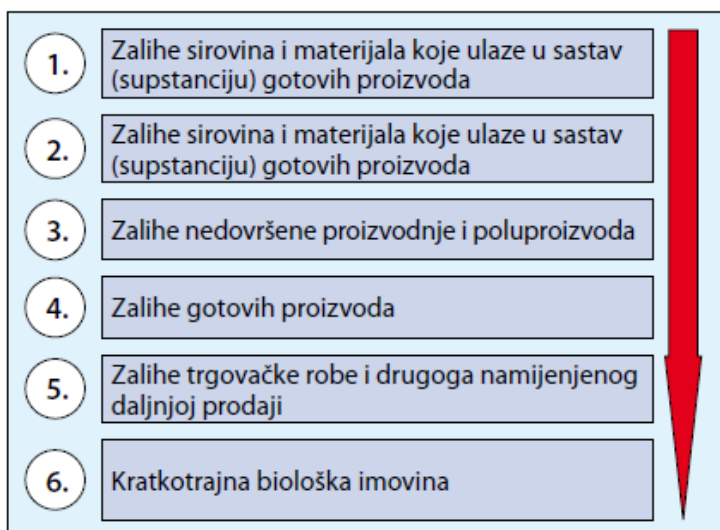 1.
Zalihe sirovina i materijala koje ulaze u sastav
(supstanciju) gotovih proizvoda
2.
Zalihe sirovina i materijala koje ulaze u sastav
(supstanciju) gotovih proizvoda
3.
Zalihe nedovršene proizvodnje i poluproizvoda
4.
Zalihe gotovih proizvoda
5.
Zalihe trgovačke robe i drugoga namijenjenog
daljnjoj prodaji
6.
Kratkotrajna biološka imovina